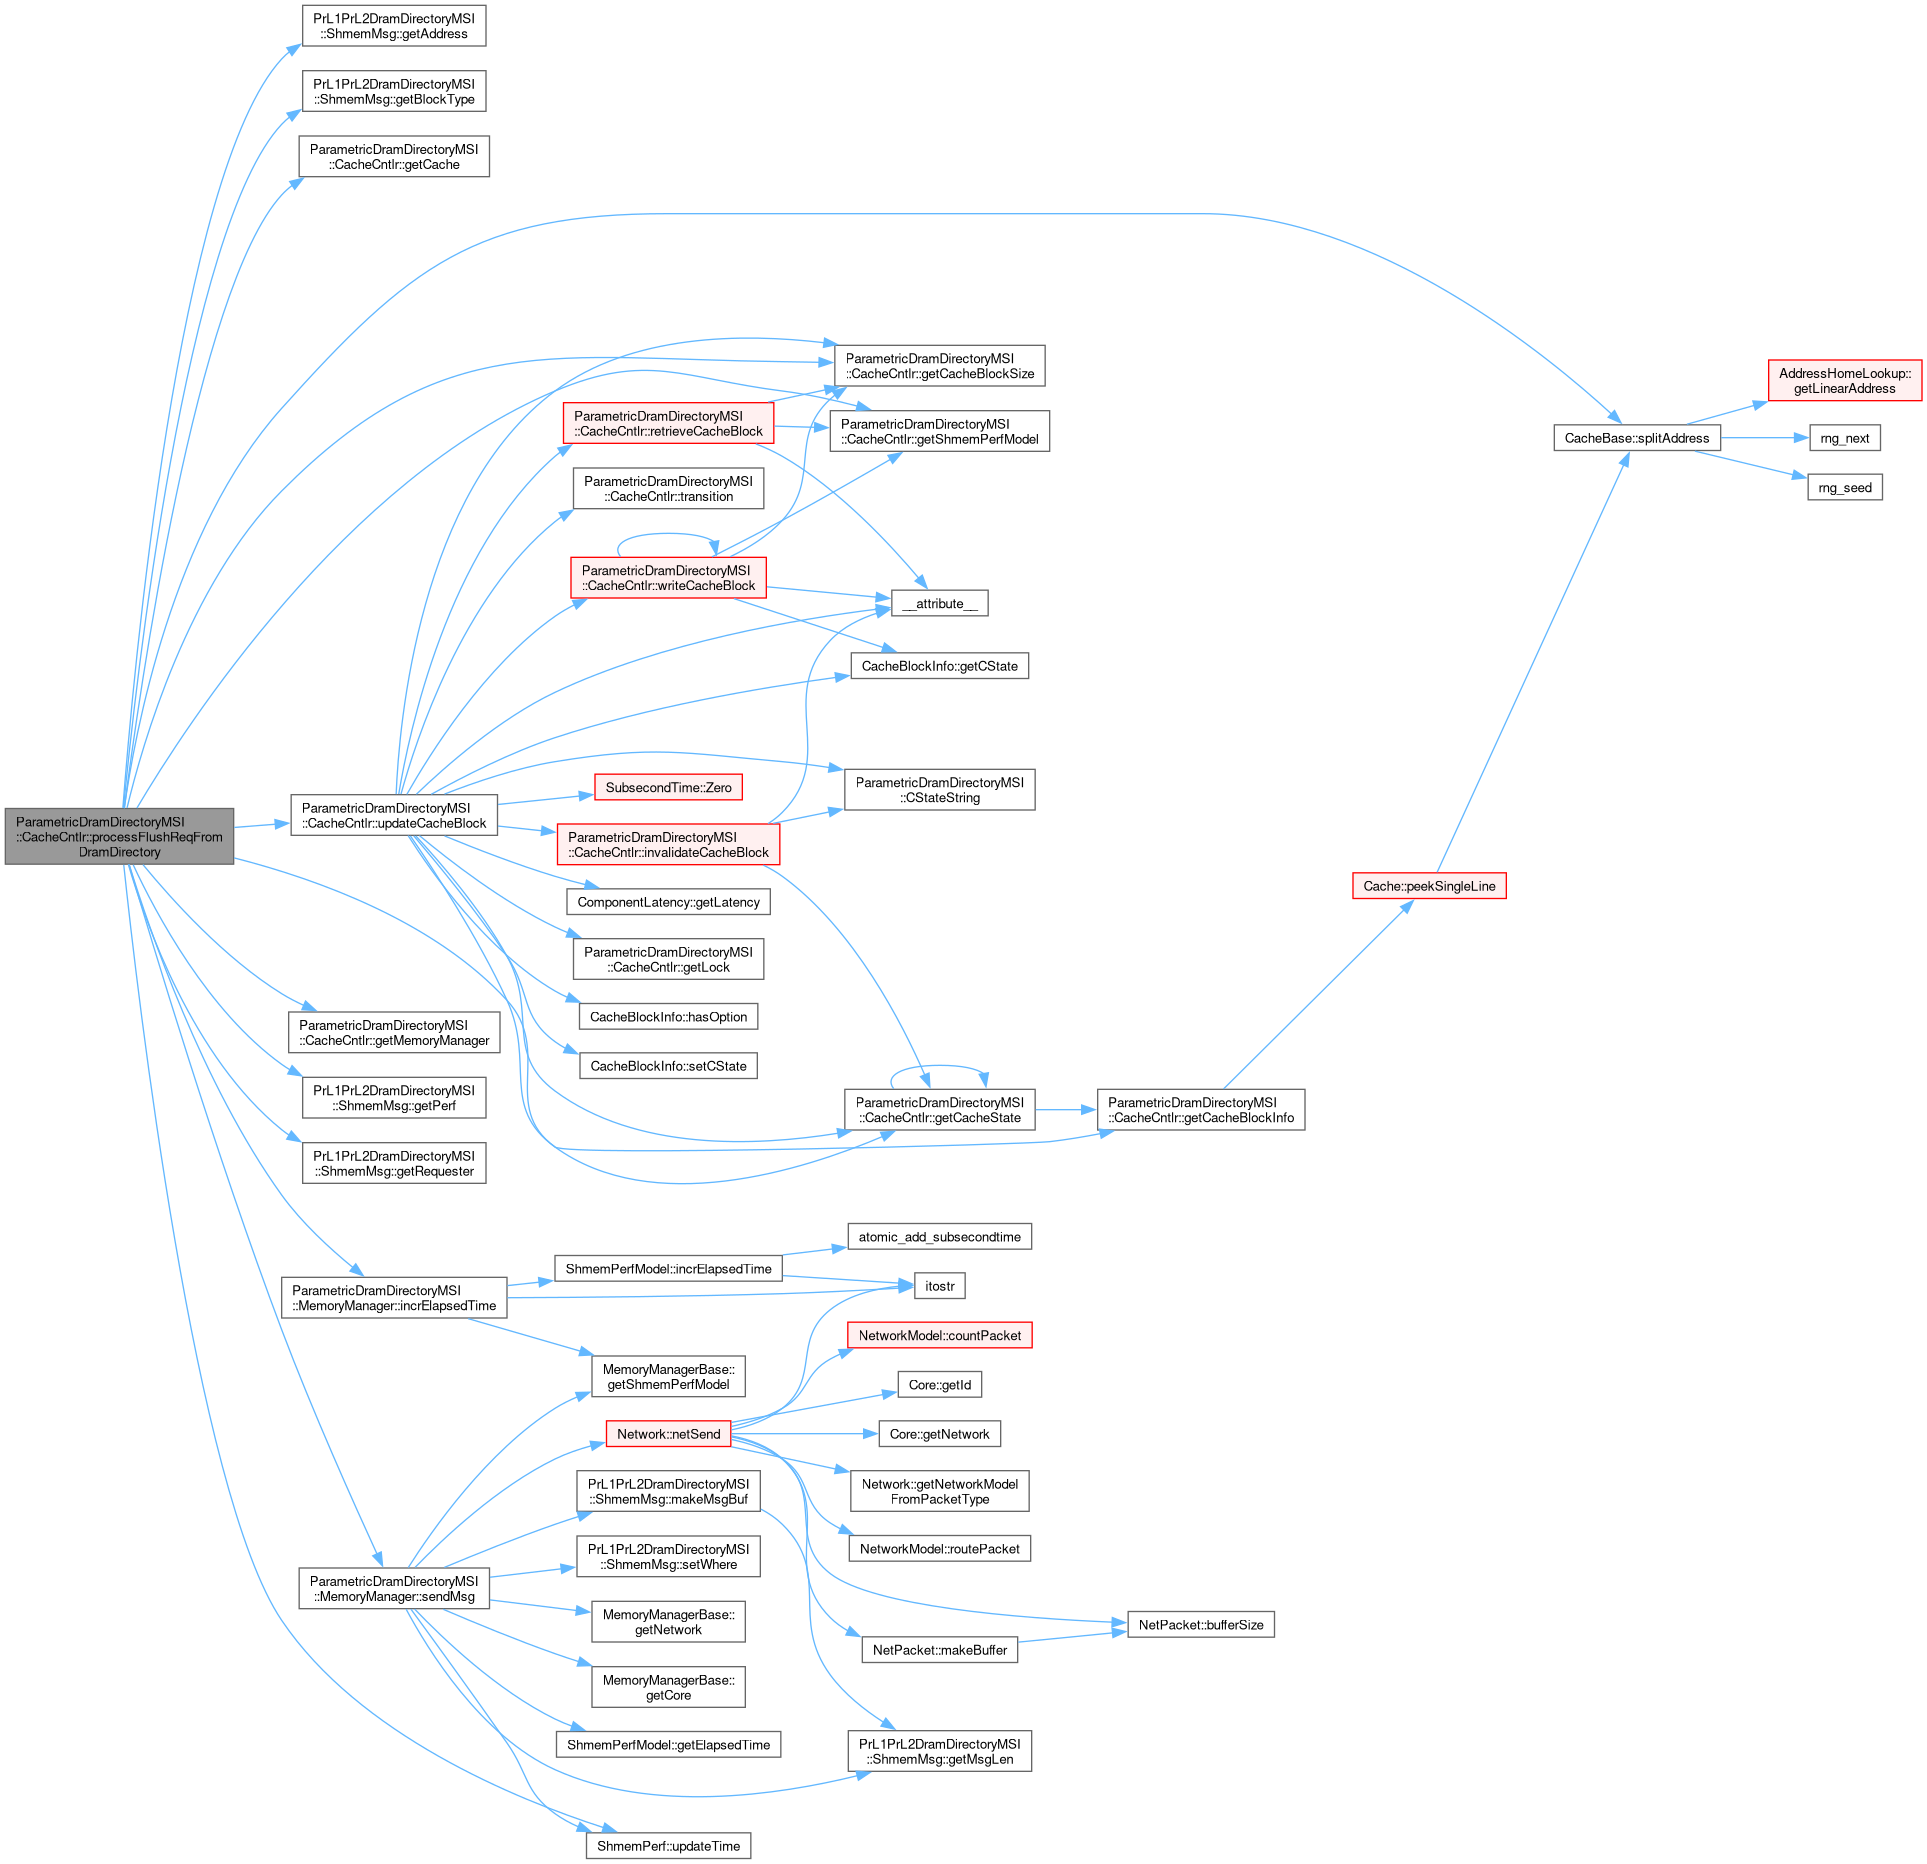 PrL1PrL2DramDirectoryMSI
::ShmemMsg::getAddress
PrL1PrL2DramDirectoryMSI
::ShmemMsg::getBlockType
ParametricDramDirectoryMSI
::CacheCntlr::getCache
ParametricDramDirectoryMSI
::CacheCntlr::getCacheBlockSize
AddressHomeLookup::
getLinearAddress
ParametricDramDirectoryMSI
::CacheCntlr::retrieveCacheBlock
ParametricDramDirectoryMSI
::CacheCntlr::getShmemPerfModel
CacheBase::splitAddress
rng_next
ParametricDramDirectoryMSI
::CacheCntlr::transition
rng_seed
ParametricDramDirectoryMSI
::CacheCntlr::writeCacheBlock
__attribute__
CacheBlockInfo::getCState
SubsecondTime::Zero
ParametricDramDirectoryMSI
::CStateString
ParametricDramDirectoryMSI
::CacheCntlr::processFlushReqFrom
DramDirectory
ParametricDramDirectoryMSI
::CacheCntlr::updateCacheBlock
ParametricDramDirectoryMSI
::CacheCntlr::invalidateCacheBlock
Cache::peekSingleLine
ComponentLatency::getLatency
ParametricDramDirectoryMSI
::CacheCntlr::getLock
CacheBlockInfo::hasOption
ParametricDramDirectoryMSI
::CacheCntlr::getMemoryManager
CacheBlockInfo::setCState
PrL1PrL2DramDirectoryMSI
::ShmemMsg::getPerf
ParametricDramDirectoryMSI
::CacheCntlr::getCacheState
ParametricDramDirectoryMSI
::CacheCntlr::getCacheBlockInfo
PrL1PrL2DramDirectoryMSI
::ShmemMsg::getRequester
atomic_add_subsecondtime
ShmemPerfModel::incrElapsedTime
itostr
ParametricDramDirectoryMSI
::MemoryManager::incrElapsedTime
NetworkModel::countPacket
MemoryManagerBase::
getShmemPerfModel
Core::getId
Network::netSend
Core::getNetwork
PrL1PrL2DramDirectoryMSI
::ShmemMsg::makeMsgBuf
Network::getNetworkModel
FromPacketType
PrL1PrL2DramDirectoryMSI
::ShmemMsg::setWhere
NetworkModel::routePacket
ParametricDramDirectoryMSI
::MemoryManager::sendMsg
MemoryManagerBase::
getNetwork
NetPacket::bufferSize
NetPacket::makeBuffer
MemoryManagerBase::
getCore
ShmemPerfModel::getElapsedTime
PrL1PrL2DramDirectoryMSI
::ShmemMsg::getMsgLen
ShmemPerf::updateTime